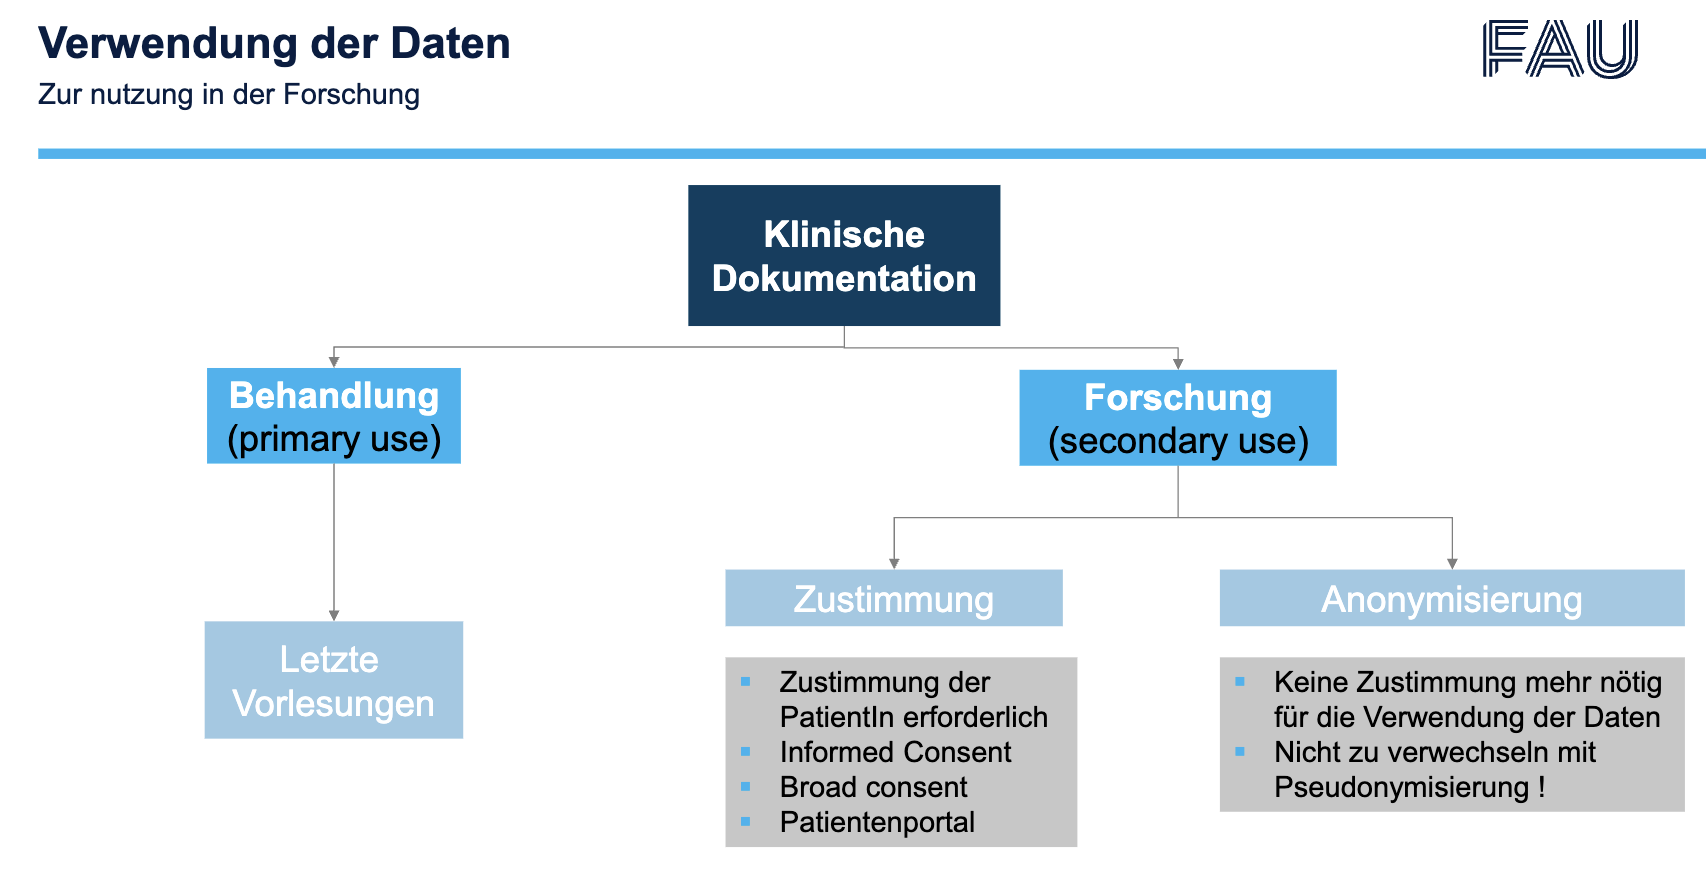 Verwendung der Daten
Zur nutzung in der Forschung
FAU
Klinische
Dokumentation
Behandlung
(primary use)
Forschung
(secondary use)
Letzte
Vorlesungen
Zustimmung
Anonymisierung
▪ Zustimmung der
PatientIn erforderlich
▪ Informed Consent
▪ Broad consent
▪ Patientenportal
▪ Keine Zustimmung mehr nötig
für die Verwendung der Daten
▪ Nicht zu verwechseln mit
Pseudonymisierung !